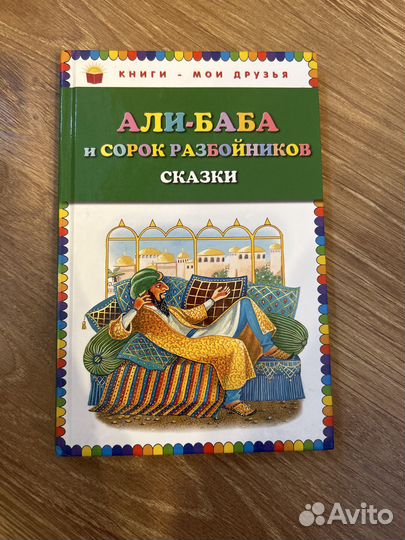 КНИГИ - МОИ ДРУЗЬЯ
АЛИ-БАБА
И СОРОК РАЗБОЙНИКОВ
СКАЗКИ
Avito